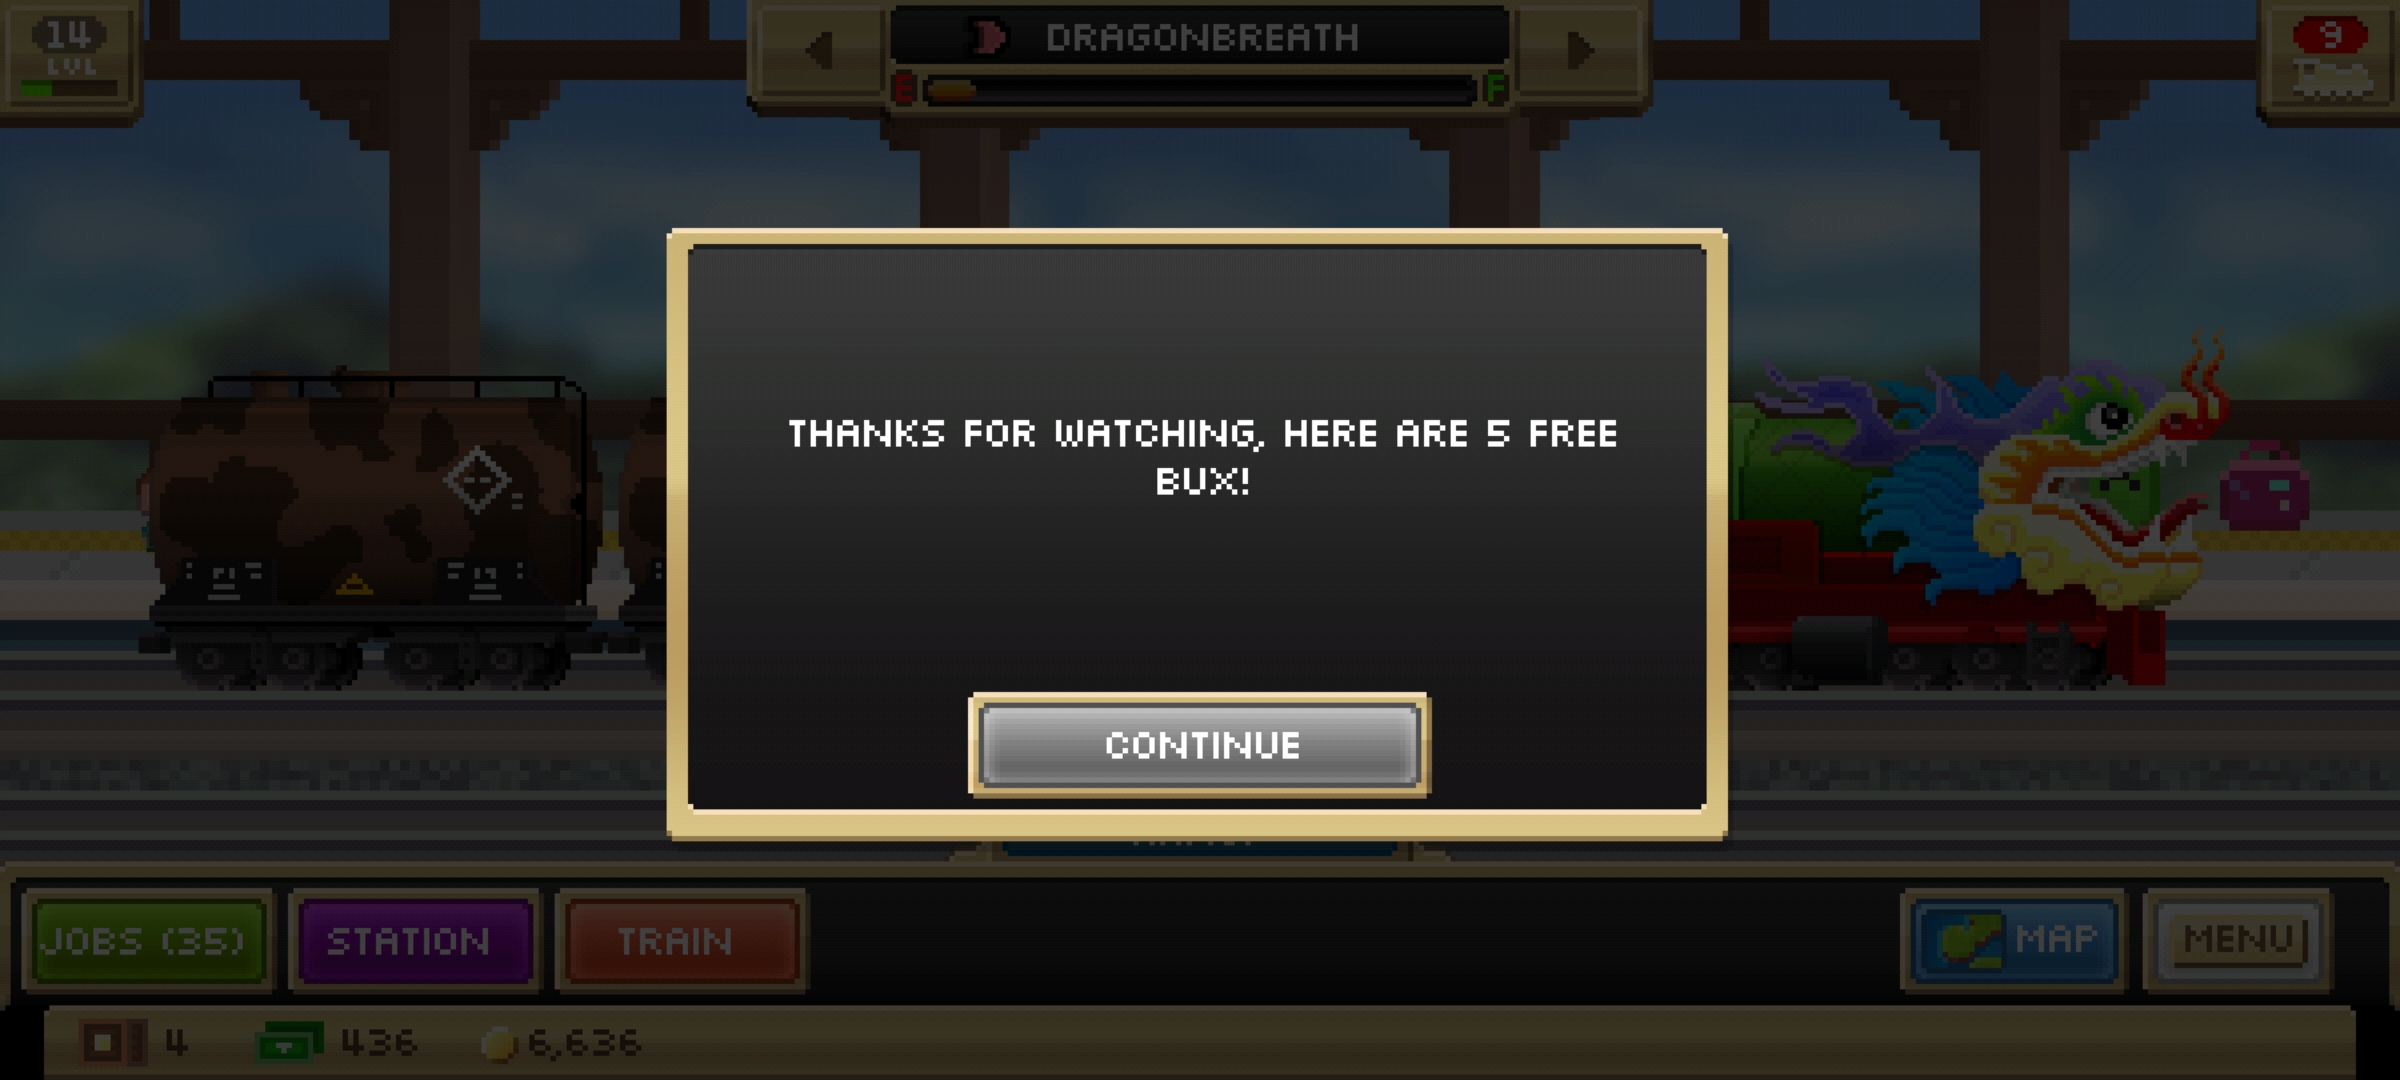 14
LVL
DRAGONBREATH
E
F
9
THANKS FOR WATCHING, HERE ARE 5 FREE
BUX!
CONTINUE
JOBS (35)
STATION
TRAIN
MAP
MENU
4
436
6,636